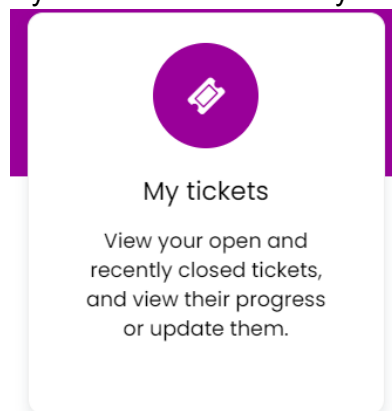 My tickets
View your open and
recently closed tickets,
and view their progress
or update them.